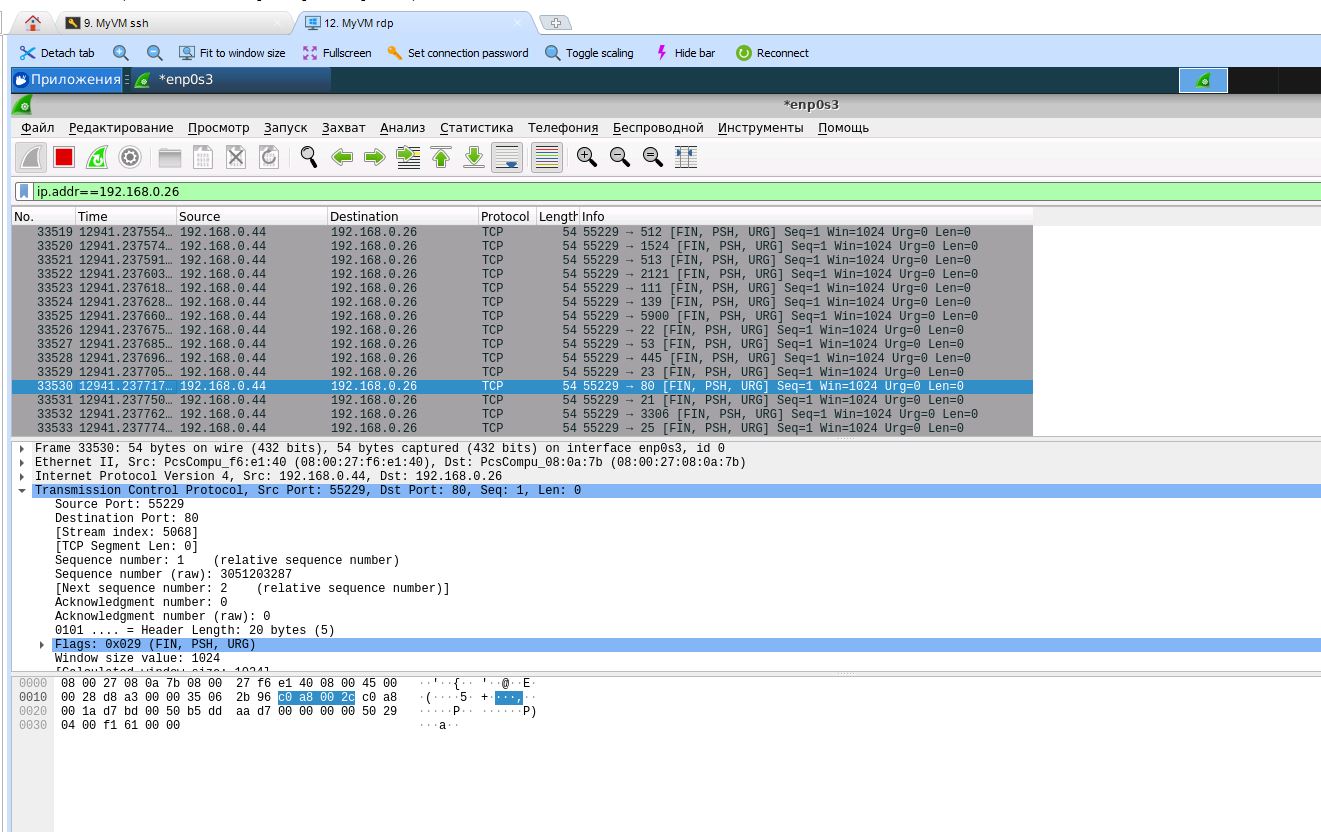 9. MyVM ssh
12. MyVM rdp
Detach tab
Fit to window size
Fullscreen
Set connection password
Toggle scaling
Hide bar
Reconnect
Приложения
*enp0s3
*enp0s3
Файл Редактирование Просмотр Запуск Захват Анализ Статистика Телефония Беспроводной Инструменты Помощь
ip.addr==192.168.0.26
No. Time Source Destination Protocol Length Info
33519 12941.237554… 192.168.0.44 192.168.0.26 TCP 54 55229 → 512 [FIN, PSH, URG] Seq=1 Win=1024 Urg=0 Len=0
33520 12941.237574… 192.168.0.44 192.168.0.26 TCP 54 55229 → 1524 [FIN, PSH, URG] Seq=1 Win=1024 Urg=0 Len=0
33521 12941.237591… 192.168.0.44 192.168.0.26 TCP 54 55229 → 513 [FIN, PSH, URG] Seq=1 Win=1024 Urg=0 Len=0
33522 12941.237603… 192.168.0.44 192.168.0.26 TCP 54 55229 → 2121 [FIN, PSH, URG] Seq=1 Win=1024 Urg=0 Len=0
33523 12941.237618… 192.168.0.44 192.168.0.26 TCP 54 55229 → 111 [FIN, PSH, URG] Seq=1 Win=1024 Urg=0 Len=0
33524 12941.237628… 192.168.0.44 192.168.0.26 TCP 54 55229 → 139 [FIN, PSH, URG] Seq=1 Win=1024 Urg=0 Len=0
33525 12941.237660… 192.168.0.44 192.168.0.26 TCP 54 55229 → 5900 [FIN, PSH, URG] Seq=1 Win=1024 Urg=0 Len=0
33526 12941.237675… 192.168.0.44 192.168.0.26 TCP 54 55229 → 22 [FIN, PSH, URG] Seq=1 Win=1024 Urg=0 Len=0
33527 12941.237685… 192.168.0.44 192.168.0.26 TCP 54 55229 → 53 [FIN, PSH, URG] Seq=1 Win=1024 Urg=0 Len=0
33528 12941.237696… 192.168.0.44 192.168.0.26 TCP 54 55229 → 445 [FIN, PSH, URG] Seq=1 Win=1024 Urg=0 Len=0
33529 12941.237705… 192.168.0.44 192.168.0.26 TCP 54 55229 → 23 [FIN, PSH, URG] Seq=1 Win=1024 Urg=0 Len=0
33530 12941.237717… 192.168.0.44 192.168.0.26 TCP 54 55229 → 80 [FIN, PSH, URG] Seq=1 Win=1024 Urg=0 Len=0
33531 12941.237750… 192.168.0.44 192.168.0.26 TCP 54 55229 → 21 [FIN, PSH, URG] Seq=1 Win=1024 Urg=0 Len=0
33532 12941.237762… 192.168.0.44 192.168.0.26 TCP 54 55229 → 3306 [FIN, PSH, URG] Seq=1 Win=1024 Urg=0 Len=0
33533 12941.237774… 192.168.0.44 192.168.0.26 TCP 54 55229 → 25 [FIN, PSH, URG] Seq=1 Win=1024 Urg=0 Len=0
Frame 33530: 54 bytes on wire (432 bits), 54 bytes captured (432 bits) on interface enp0s3, id 0
Ethernet II, Src: PcsCompu_f6:e1:40 (08:00:27:f6:e1:40), Dst: PcsCompu_08:0a:7b (08:00:27:08:0a:7b)
Internet Protocol Version 4, Src: 192.168.0.44, Dst: 192.168.0.26
Transmission Control Protocol, Src Port: 55229, Dst Port: 80, Seq: 1, Len: 0
Source Port: 55229
Destination Port: 80
[Stream index: 5068]
[TCP Segment Len: 0]
Sequence number: 1    (relative sequence number)
Sequence number (raw): 3051203287
[Next sequence number: 2    (relative sequence number)]
Acknowledgment number: 0
Acknowledgment number (raw): 0
0101 .... = Header Length: 20 bytes (5)
Flags: 0x029 (FIN, PSH, URG)
Window size value: 1024
[Calculated window size: 1024]
0000 08 00 27 08 0a 7b 08 00 27 f6 e1 40 08 00 45 00 ··'··{·· '··@··E·
0010 00 28 d8 a3 00 00 35 06 2b 96 c0 a8 00 2c c0 a8 ·(····5· +····,··
0020 00 1a d7 bd 00 50 b5 dd aa d7 00 00 00 00 50 29 ·····P·· ······P)
0030 04 00 f1 61 00 00 ···a··